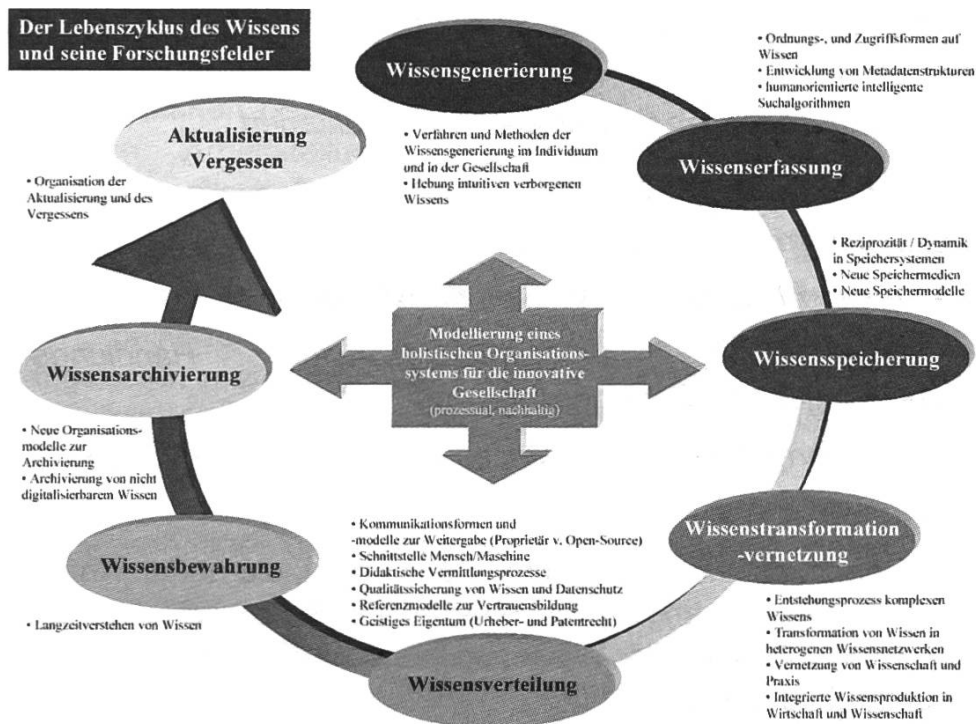 Der Lebenszyklus des Wissens
und seine Forschungsfelder
Wissensgenerierung
• Verfahren und Methoden der
Wissensgenerierung im Individuum
und in der Gesellschaft
• Hebung intuitiven verborgenen
Wissens
• Ordnungs-, und Zugriffsformen auf
Wissen
• Entwicklung von Metadatenstrukturen
• humanorientierte intelligente
Suchalgorithmen
Wissenserfassung
• Reziprozität / Dynamik
in Speichersystemen
• Neue Speichermedien
• Neue Speichermodelle
Wissensspeicherung
Wissenstransformation
-vernetzung
• Entstehungsprozess komplexen
Wissens
• Transformation von Wissen in
heterogenen Wissensnetzwerken
• Vernetzung von Wissenschaft und
Praxis
• Integrierte Wissensproduktion in
Wirtschaft und Wissenschaft
• Kommunikationsformen und
-modelle zur Weitergabe (Proprietär v. Open-Source)
• Schnittstelle Mensch/Maschine
• Didaktische Vermittlungsprozesse
• Qualitätssicherung von Wissen und Datenschutz
• Referenzmodelle zur Vertrauensbildung
• Geistiges Eigentum (Urheber- und Patentrecht)
Wissensverteilung
Wissensbewahrung
• Langzeitverstehen von Wissen
Wissensarchivierung
• Neue Organisations-
modelle zur
Archivierung
• Archivierung von nicht
digitalisierbarem Wissen
Aktualisierung
Vergessen
• Organisation der
Aktualisierung und des
Vergessens
Modellierung eines
holistischen Organisations-
systems für die innovative
Gesellschaft
(prozessual, nachhaltig)